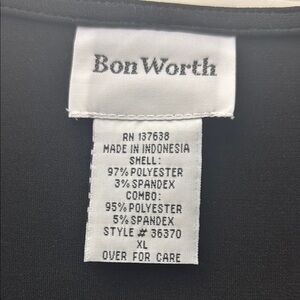 Bon Worth
RN 137638
MADE IN INDONESIA
SHELL:
97% POLYESTER
3% SPANDEX
COMBO:
95% POLYESTER
5% SPANDEX
STYLE # 36370
XL
OVER FOR CARE